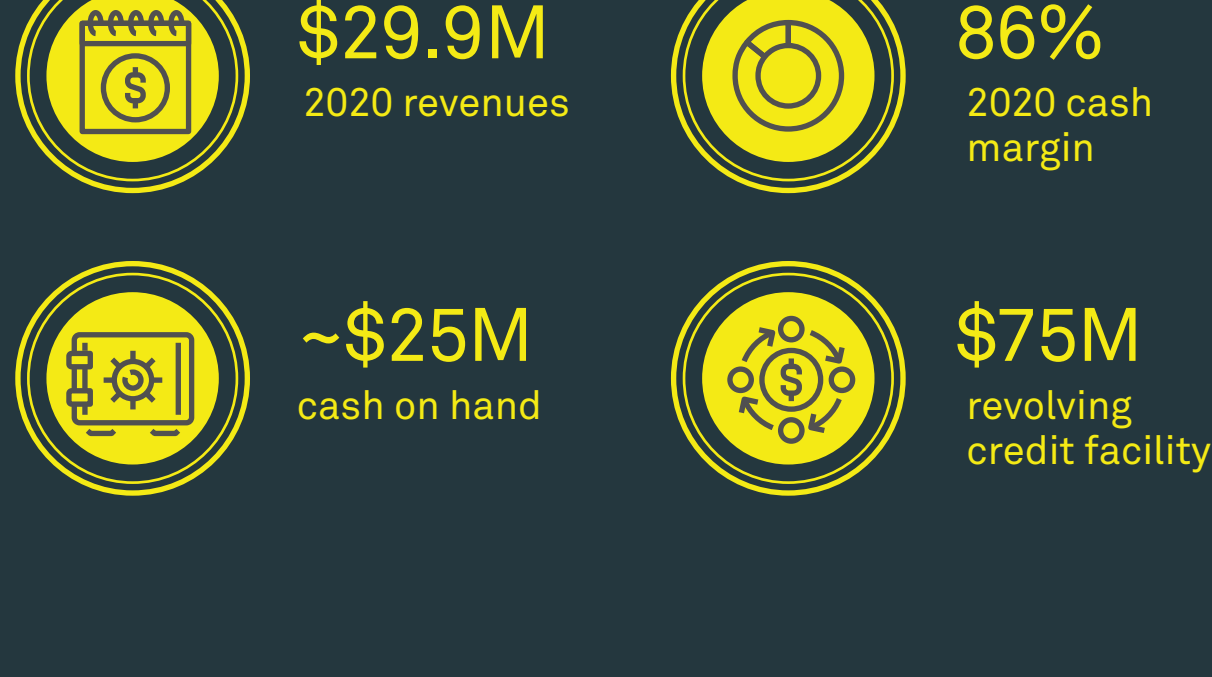 $29.9M
2020 revenues
86%
2020 cash
margin
~$25M
cash on hand
$75M
revolving
credit facility